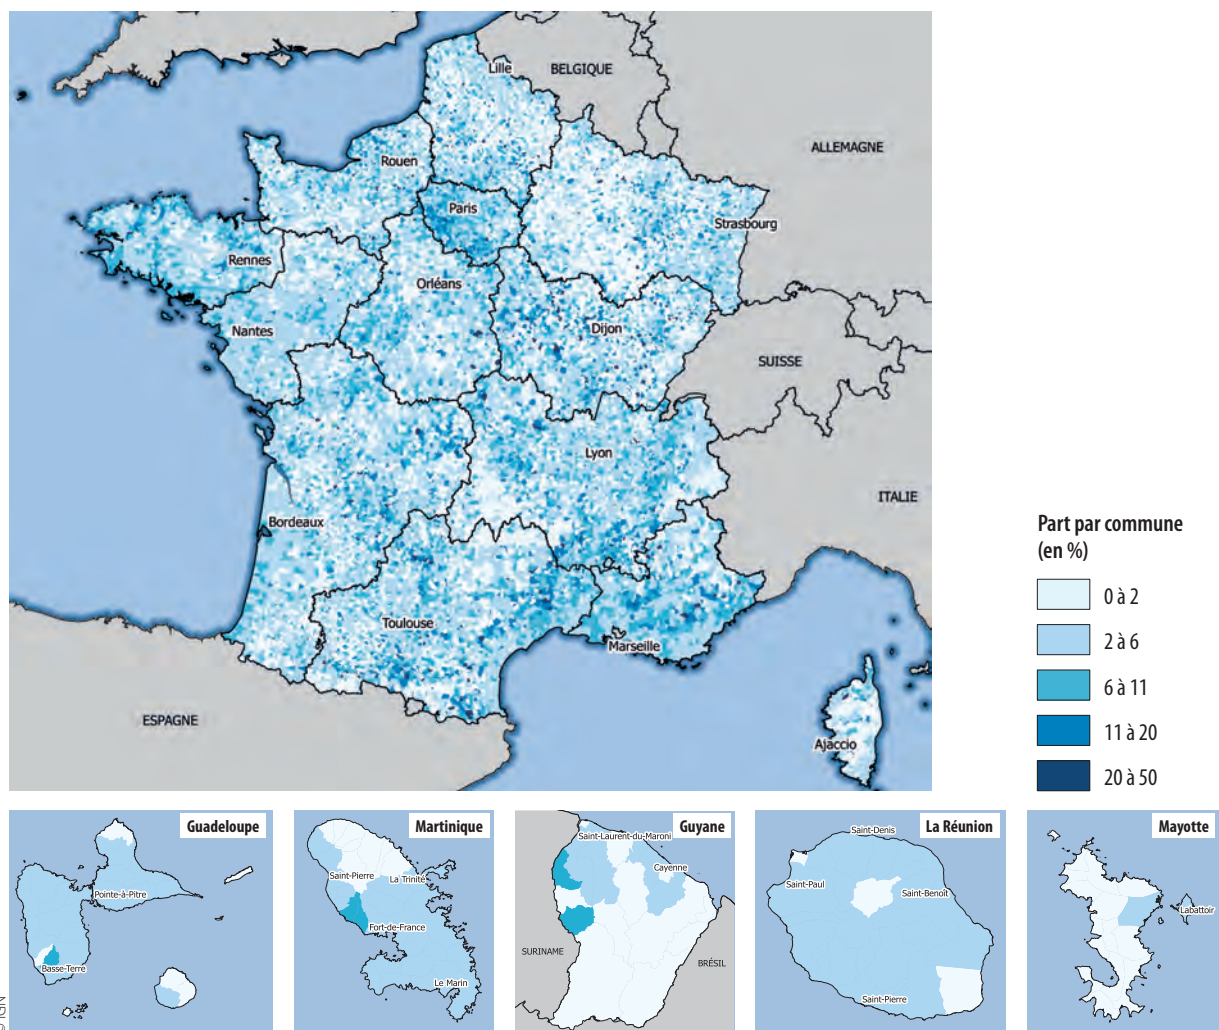 Lille
BELGIQUE
ALLEMAGNE
Rouen
Paris
Strasbourg
Rennes
Orléans
Nantes
Dijon
SUISSE
Lyon
ITALIE
Bordeaux
Toulouse
Marseille
ESPAGNE
Ajaccio
Part par commune
(en %)
0 à 2
2 à 6
6 à 11
11 à 20
20 à 50
Guadeloupe
Pointe-à-Pitre
Basse-Terre
Martinique
Saint-Pierre
La Trinité
Fort-de-France
Le Marin
Guyane
Saint-Laurent-du-Maroni
Cayenne
SURINAME
BRÉSIL
La Réunion
Saint-Denis
Saint-Paul
Saint-Benoît
Saint-Pierre
Mayotte
Labattoir
© IGN